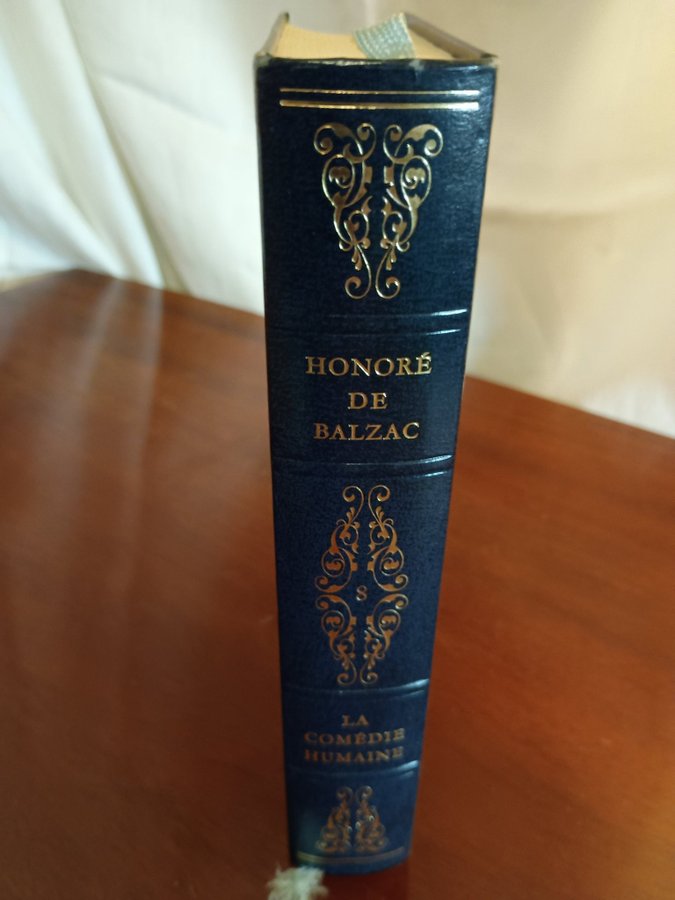 HONORÉ
DE
BALZAC
8
LA
COMÉDIE
HUMAINE